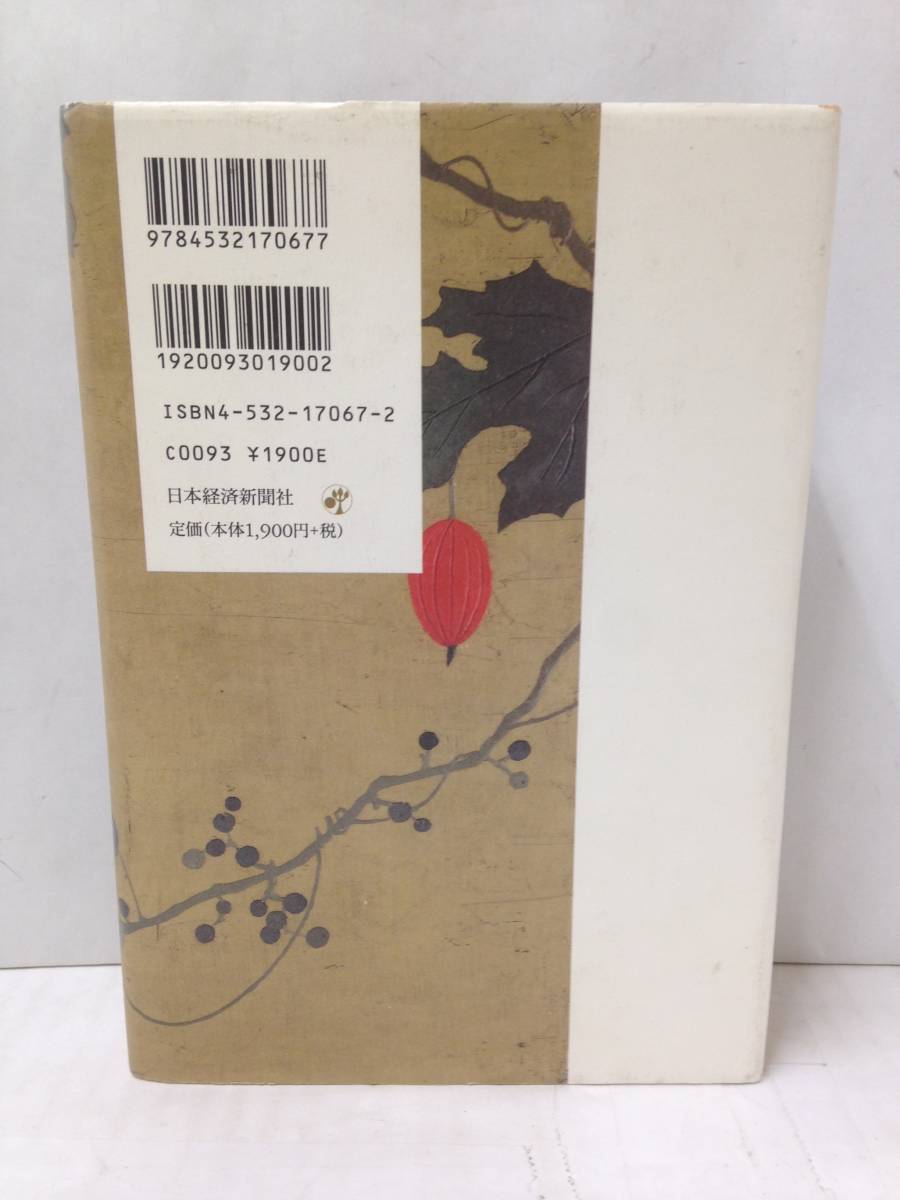 9784532170677
1920093019002
ISBN4-532-17067-2
C0093 ¥1900E
日本経済新聞社
定価(本体1,900円+税)